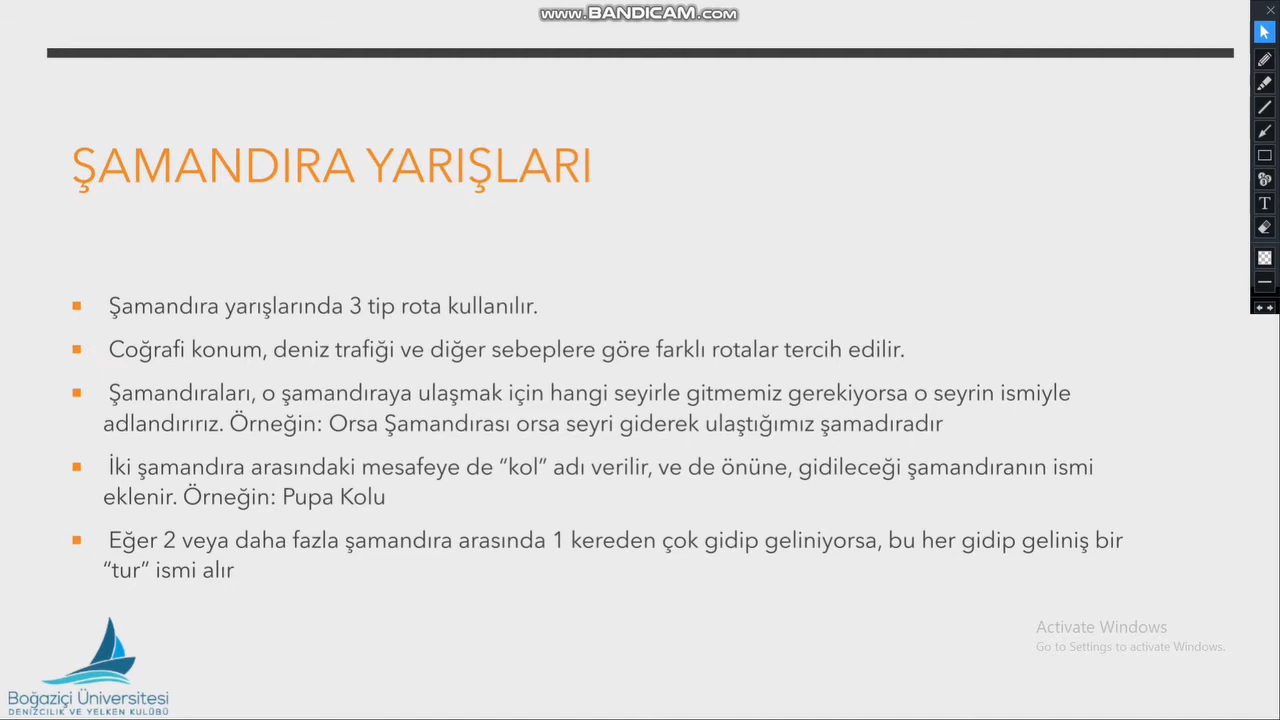 www.BANDICAM.COM
ŞAMANDIRA YARIŞLARI
Şamandıra yarışlarında 3 tip rota kullanılır.
Coğrafi konum, deniz trafiği ve diğer sebeplere göre farklı rotalar tercih edilir.
Şamandıraları, o şamandıraya ulaşmak için hangi seyirle gitmemiz gerekiyorsa o seyrin ismiyle
adlandırırız. Örneğin: Orsa Şamandırası orsa seyri giderek ulaştığımız şamadıradır
İki şamandıra arasındaki mesafeye de “kol” adı verilir, ve de önüne, gidileceği şamandıranın ismi
eklenir. Örneğin: Pupa Kolu
Eğer 2 veya daha fazla şamandıra arasında 1 kereden çok gidip geliniyorsa, bu her gidip geliniş bir
“tur” ismi alır
Activate Windows
Go to Settings to activate Windows.
Boğaziçi Üniversitesi
DENİZCİLİK VE YELKEN KULÜBÜ